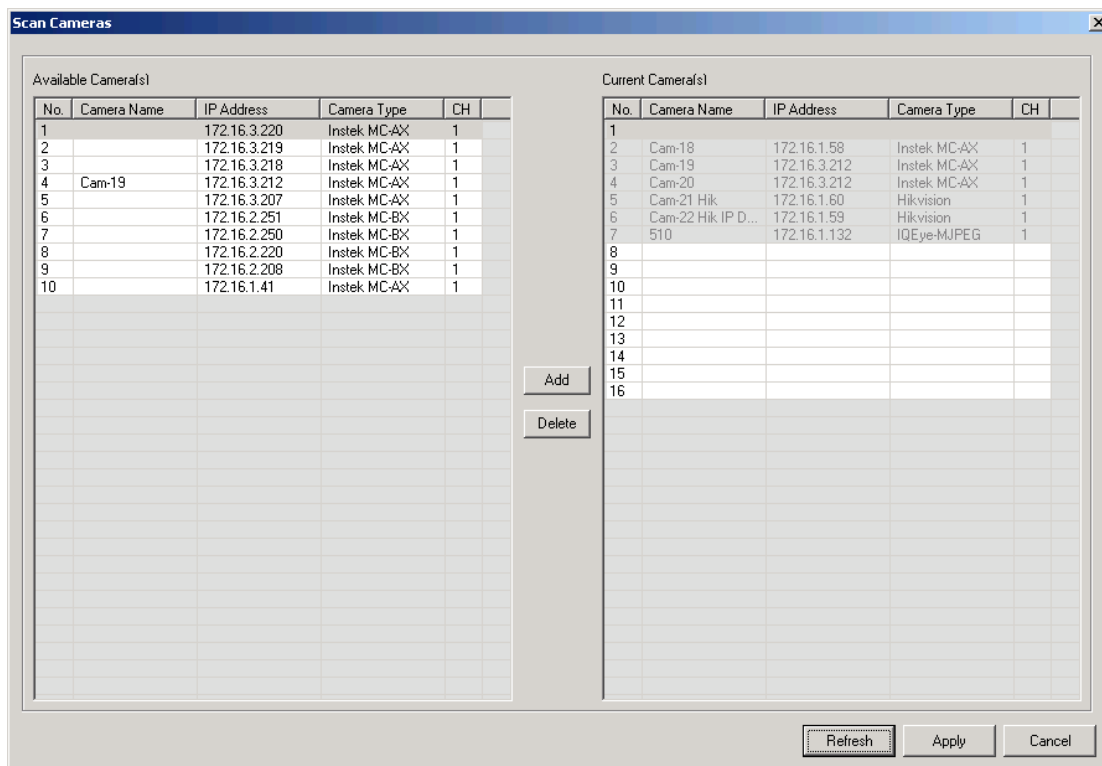 Scan Cameras
Available Camera(s)
No. Camera Name IP Address Camera Type CH
1 172.16.3.220 Instek MC-AX 1
2 172.16.3.219 Instek MC-AX 1
3 172.16.3.218 Instek MC-AX 1
4 Cam-19 172.16.3.212 Instek MC-AX 1
5 172.16.3.207 Instek MC-AX 1
6 172.16.2.251 Instek MC-BX 1
7 172.16.2.250 Instek MC-BX 1
8 172.16.2.220 Instek MC-BX 1
9 172.16.2.208 Instek MC-BX 1
10 172.16.1.41 Instek MC-AX 1
Add
Delete
Current Camera(s)
No. Camera Name IP Address Camera Type CH
1
2 Cam-18 172.16.1.58 Instek MC-AX 1
3 Cam-19 172.16.3.212 Instek MC-AX 1
4 Cam-20 172.16.3.212 Instek MC-AX 1
5 Cam-21 Hik 172.16.1.60 Hikvision 1
6 Cam-22 Hik IP D... 172.16.1.59 Hikvision 1
7 510 172.16.1.132 IQEye-MJPEG 1
8
9
10
11
12
13
14
15
16
Refresh Apply Cancel